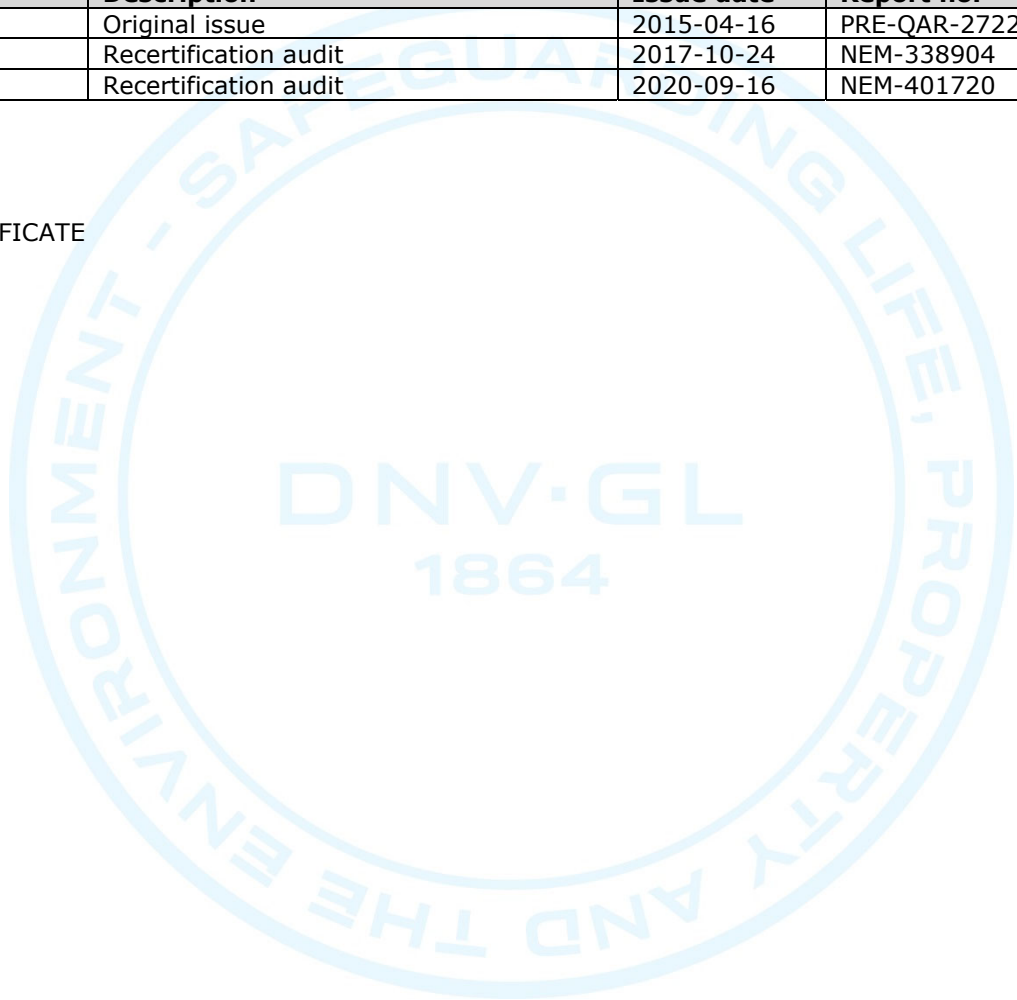 Description Issue date Report no.
Original issue 2015-04-16 PRE-QAR-2722
Recertification audit 2017-10-24 NEM-338904
Recertification audit 2020-09-16 NEM-401720
FICATE
SAFEGUARDING LIFE, PROPERTY AND THE ENVIRONMENT -
DNV·GL
1864